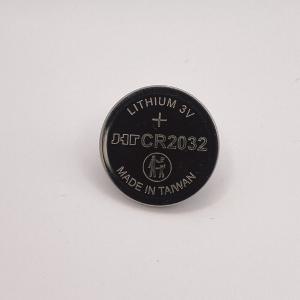 LITHIUM 3V
+
CR2032
MADE IN TAIWAN